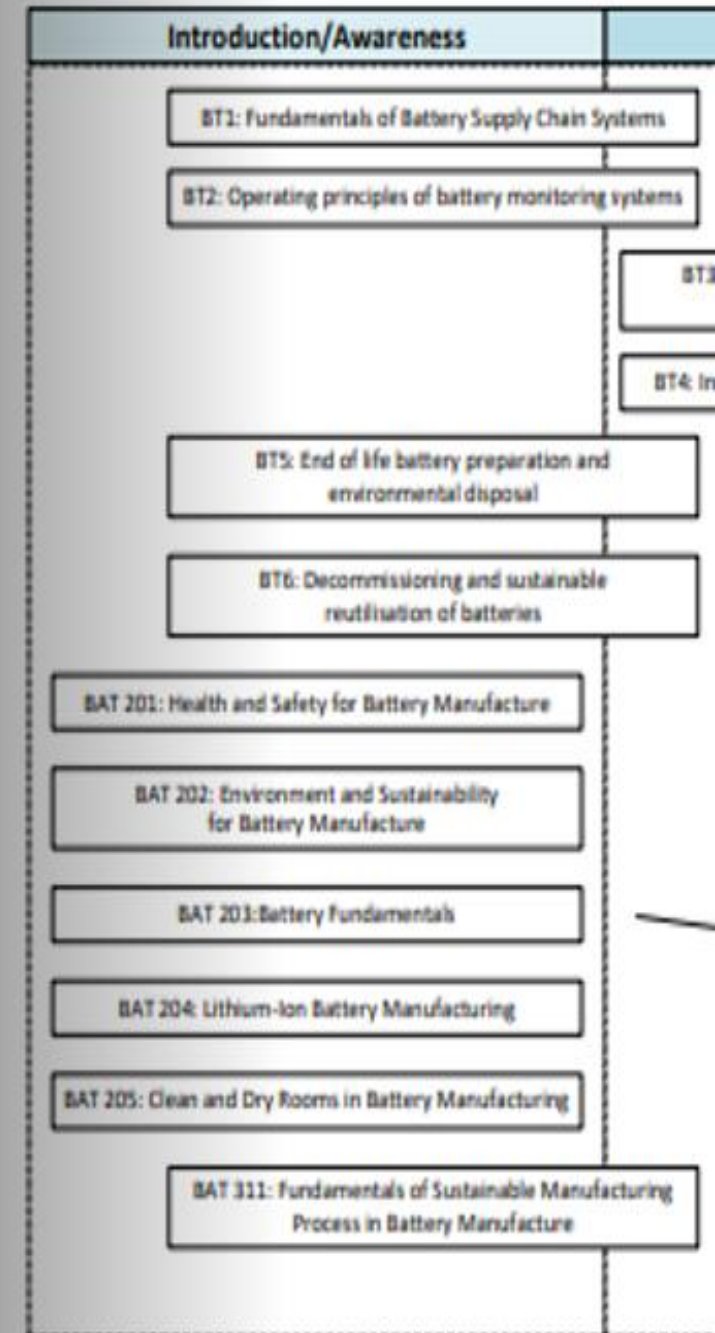 Introduction/Awareness
BT1: Fundamentals of Battery Supply Chain Systems
BT2: Operating principles of battery monitoring systems
BT3
BT4: In
BT5: End of life battery preparation and
environmental disposal
BT6: Decommissioning and sustainable
reutilisation of batteries
BAT 201: Health and Safety for Battery Manufacture
BAT 202: Environment and Sustainability
for Battery Manufacture
BAT 203:Battery Fundamentals
BAT 204: Lithium-Ion Battery Manufacturing
BAT 205: Clean and Dry Rooms in Battery Manufacturing
BAT 311: Fundamentals of Sustainable Manufacturing
Process in Battery Manufacture